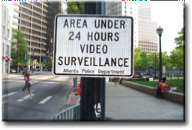 AREA UNDER
24 HOURS
VIDEO
SURVEILLANCE
Atlanta Police Department